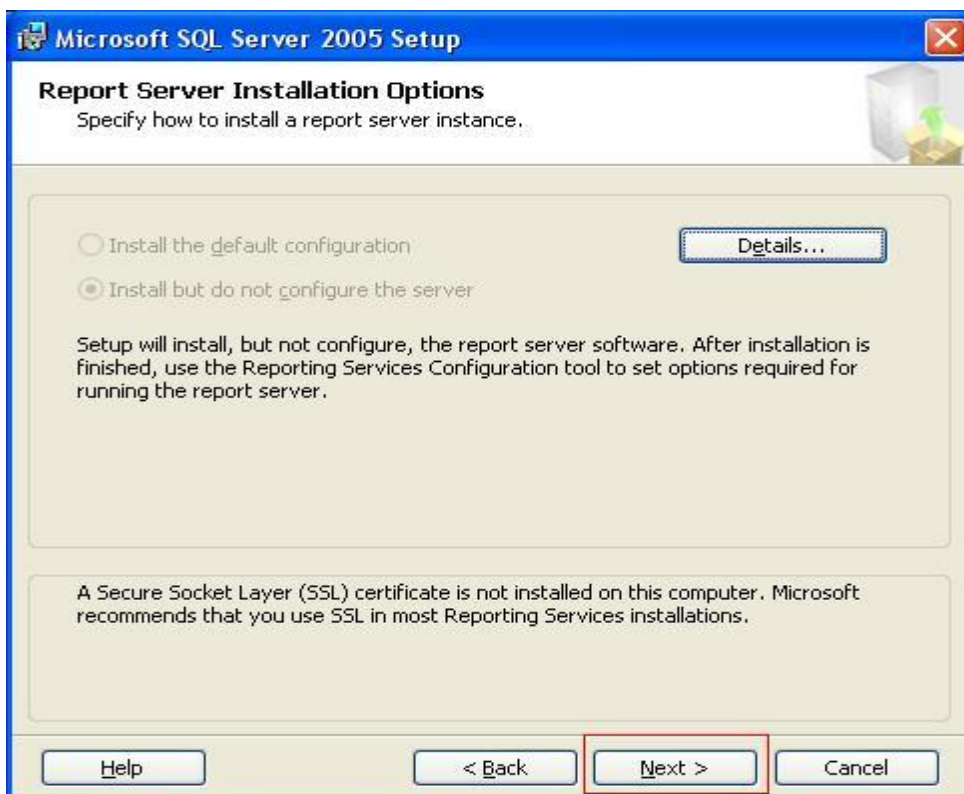 Microsoft SQL Server 2005 Setup
Report Server Installation Options
Specify how to install a report server instance.
Install the default configuration
Details...
Install but do not configure the server
Setup will install, but not configure, the report server software. After installation is
finished, use the Reporting Services Configuration tool to set options required for
running the report server.
A Secure Socket Layer (SSL) certificate is not installed on this computer. Microsoft
recommends that you use SSL in most Reporting Services installations.
Help
< Back
Next >
Cancel